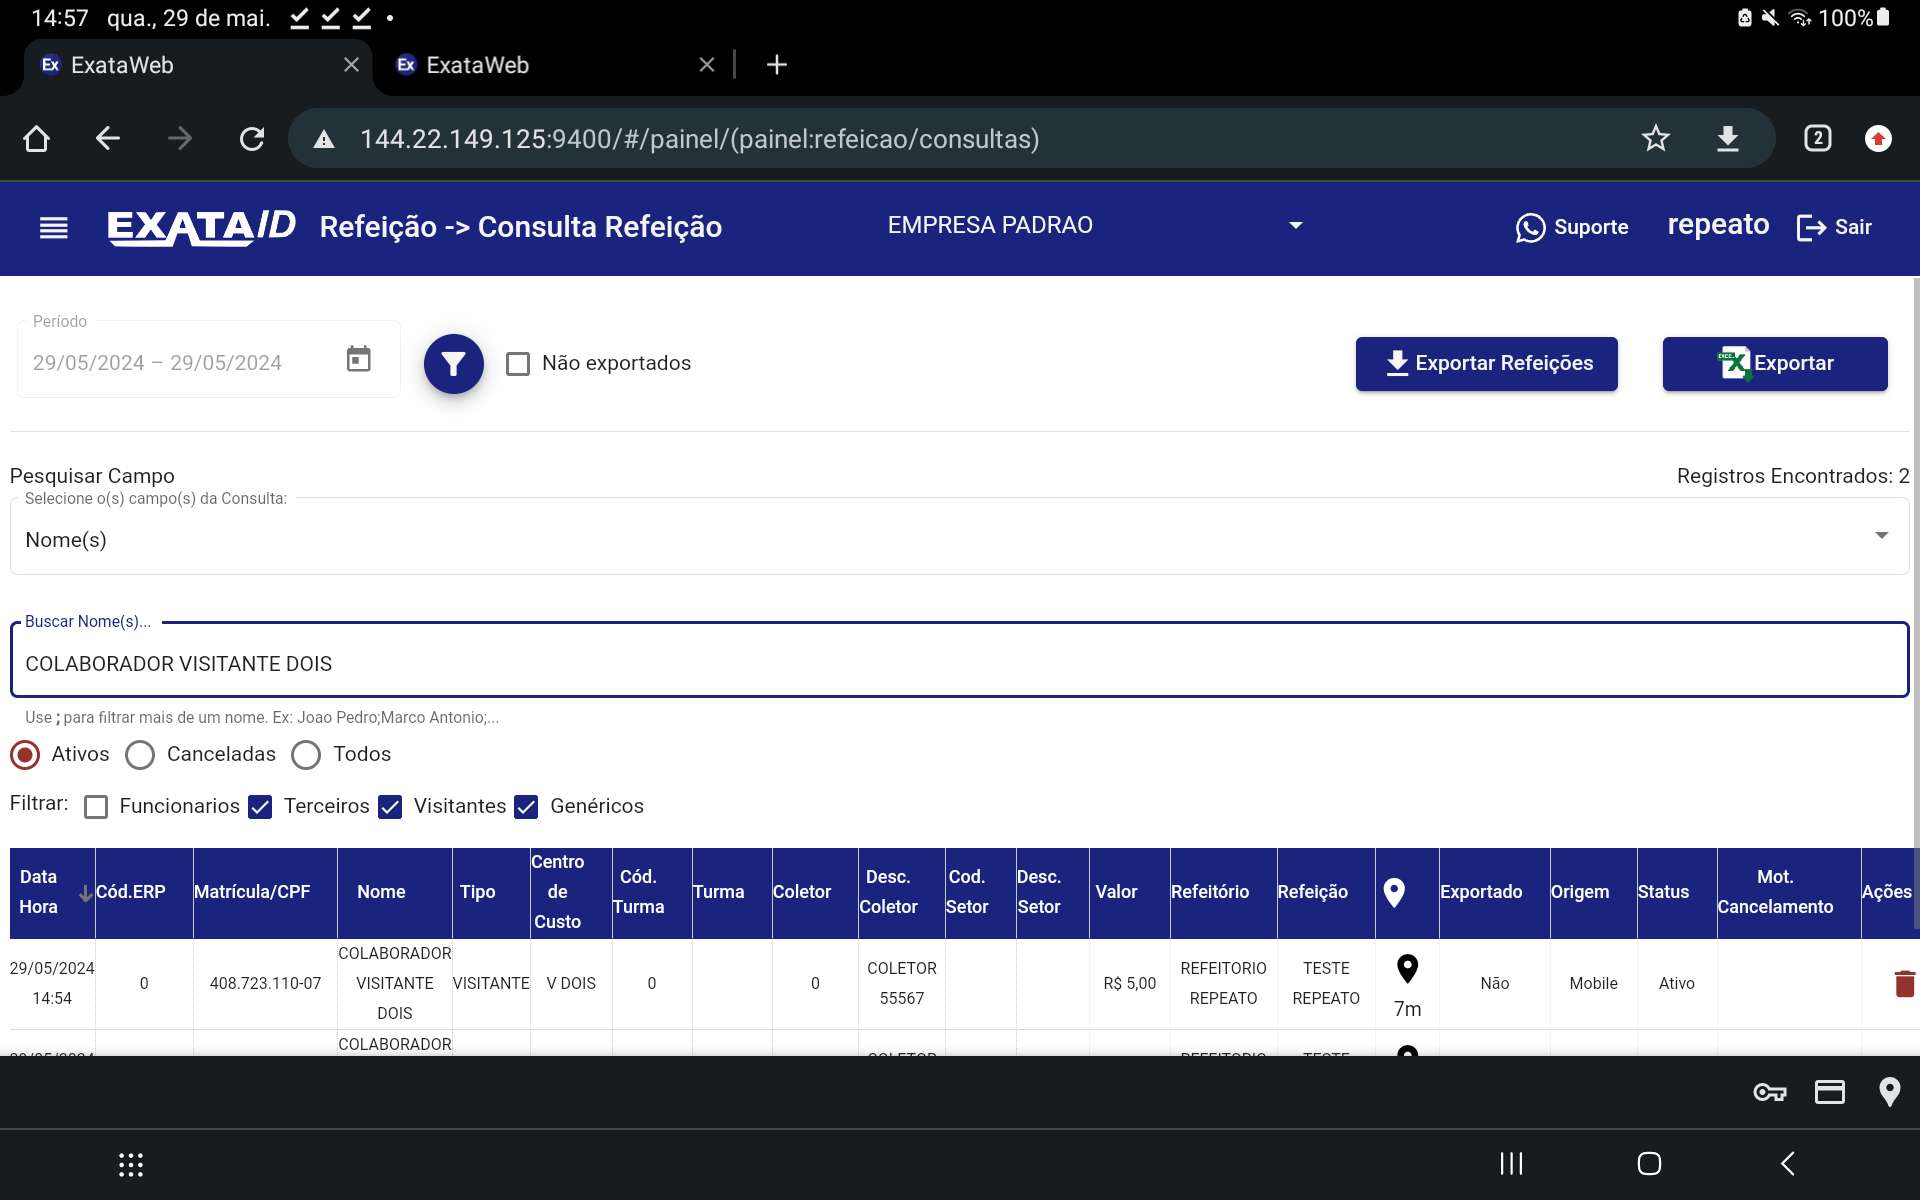 14:57 qua., 29 de mai.
100%
ExataWeb
ExataWeb
144.22.149.125:9400/#/painel/(painel:refeicao/consultas)
2
EXATA/ID Refeição -> Consulta Refeição
EMPRESA PADRAO
Suporte
repeato
Sair
Período
29/05/2024 – 29/05/2024
Não exportados
Exportar Refeições
Exportar
Pesquisar Campo
Registros Encontrados: 2
Selecione o(s) campo(s) da Consulta:
Nome(s)
Buscar Nome(s)...
COLABORADOR VISITANTE DOIS
Use ; para filtrar mais de um nome. Ex: Joao Pedro;Marco Antonio;...
Ativos Canceladas Todos
Filtrar: Funcionarios Terceiros Visitantes Genéricos
Data Hora Cód.ERP Matrícula/CPF Nome Tipo Centro de Custo Cód. Turma Turma Coletor Desc. Coletor Cod. Setor Desc. Setor Valor Refeitório Refeição Exportado Origem Status Mot. Cancelamento Ações
29/05/2024 14:54 0 408.723.110-07 COLABORADOR VISITANTE DOIS VISITANTE V DOIS 0 0 COLETOR 55567 R$ 5,00 REFEITORIO REPEATO TESTE REPEATO 7m Não Mobile Ativo
COLABORADOR